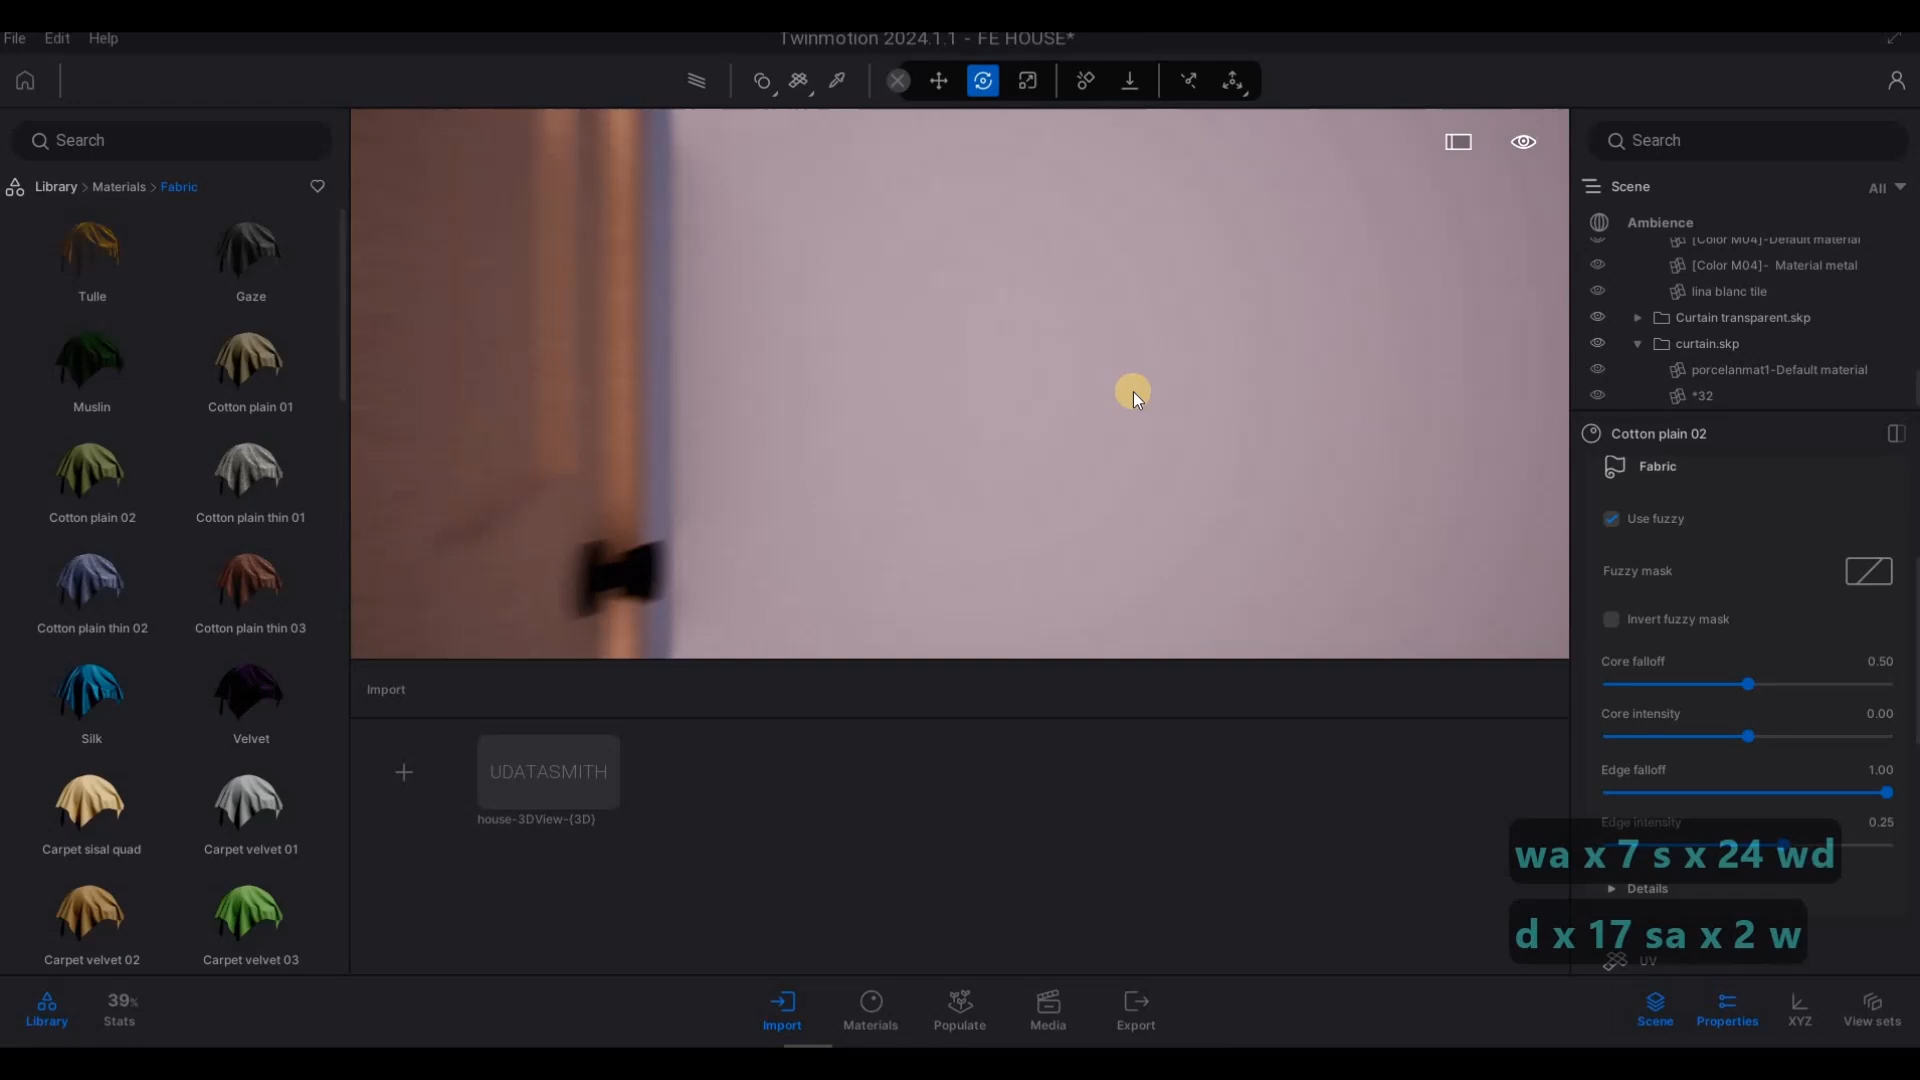 File Edit Help
Twinmotion 2024.1.1 - FE HOUSE*
Search
Library > Materials > Fabric
Tulle
Gaze
Muslin
Cotton plain 01
Cotton plain 02
Cotton plain thin 01
Cotton plain thin 02
Cotton plain thin 03
Silk
Velvet
Carpet sisal quad
Carpet velvet 01
Carpet velvet 02
Carpet velvet 03
Import
UDATASMITH
house-3DView-{3D}
Search
Scene
All
Ambience
[Color M04]-Default material
[Color M04]- Material metal
lina blanc tile
Curtain transparent.skp
curtain.skp
porcelanmat1-Default material
*32
Cotton plain 02
Fabric
Use fuzzy
Fuzzy mask
Invert fuzzy mask
Core falloff 0.50
Core intensity 0.00
Edge falloff 1.00
Edge intensity 0.25
wa x 7 s x 24 wd
Details
d x 17 sa x 2 w
UV
Library
39% Stats
Import
Materials
Populate
Media
Export
Scene
Properties
XYZ
View sets